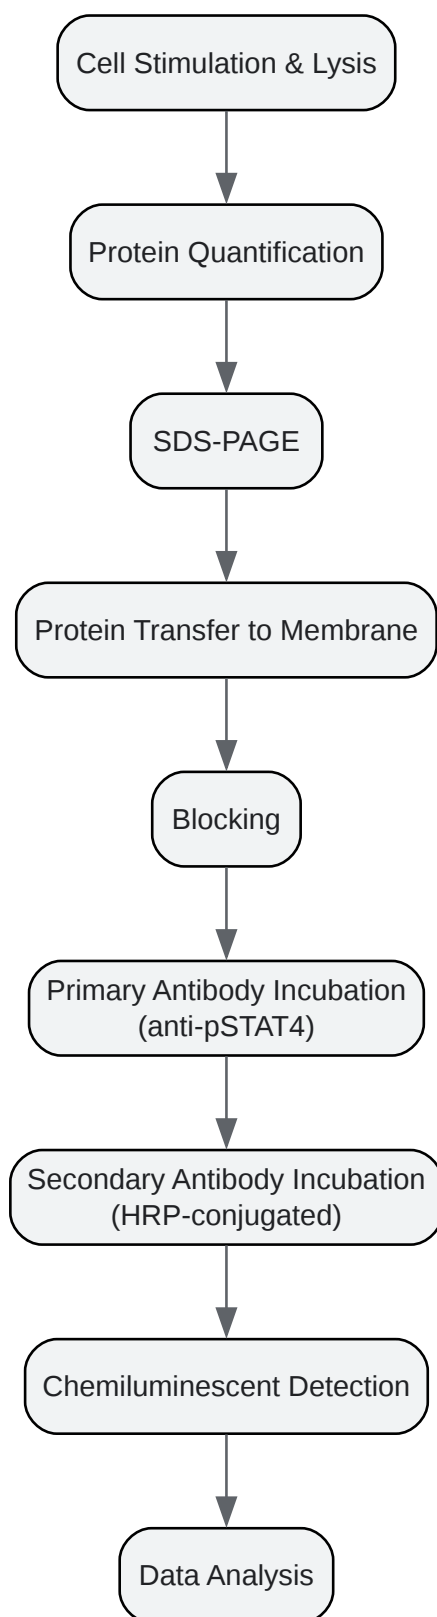 Cell Stimulation & Lysis
Protein Quantification
SDS-PAGE
Protein Transfer to Membrane
Blocking
Primary Antibody Incubation
(anti-pSTAT4)
Secondary Antibody Incubation
(HRP-conjugated)
Chemiluminescent Detection
Data Analysis